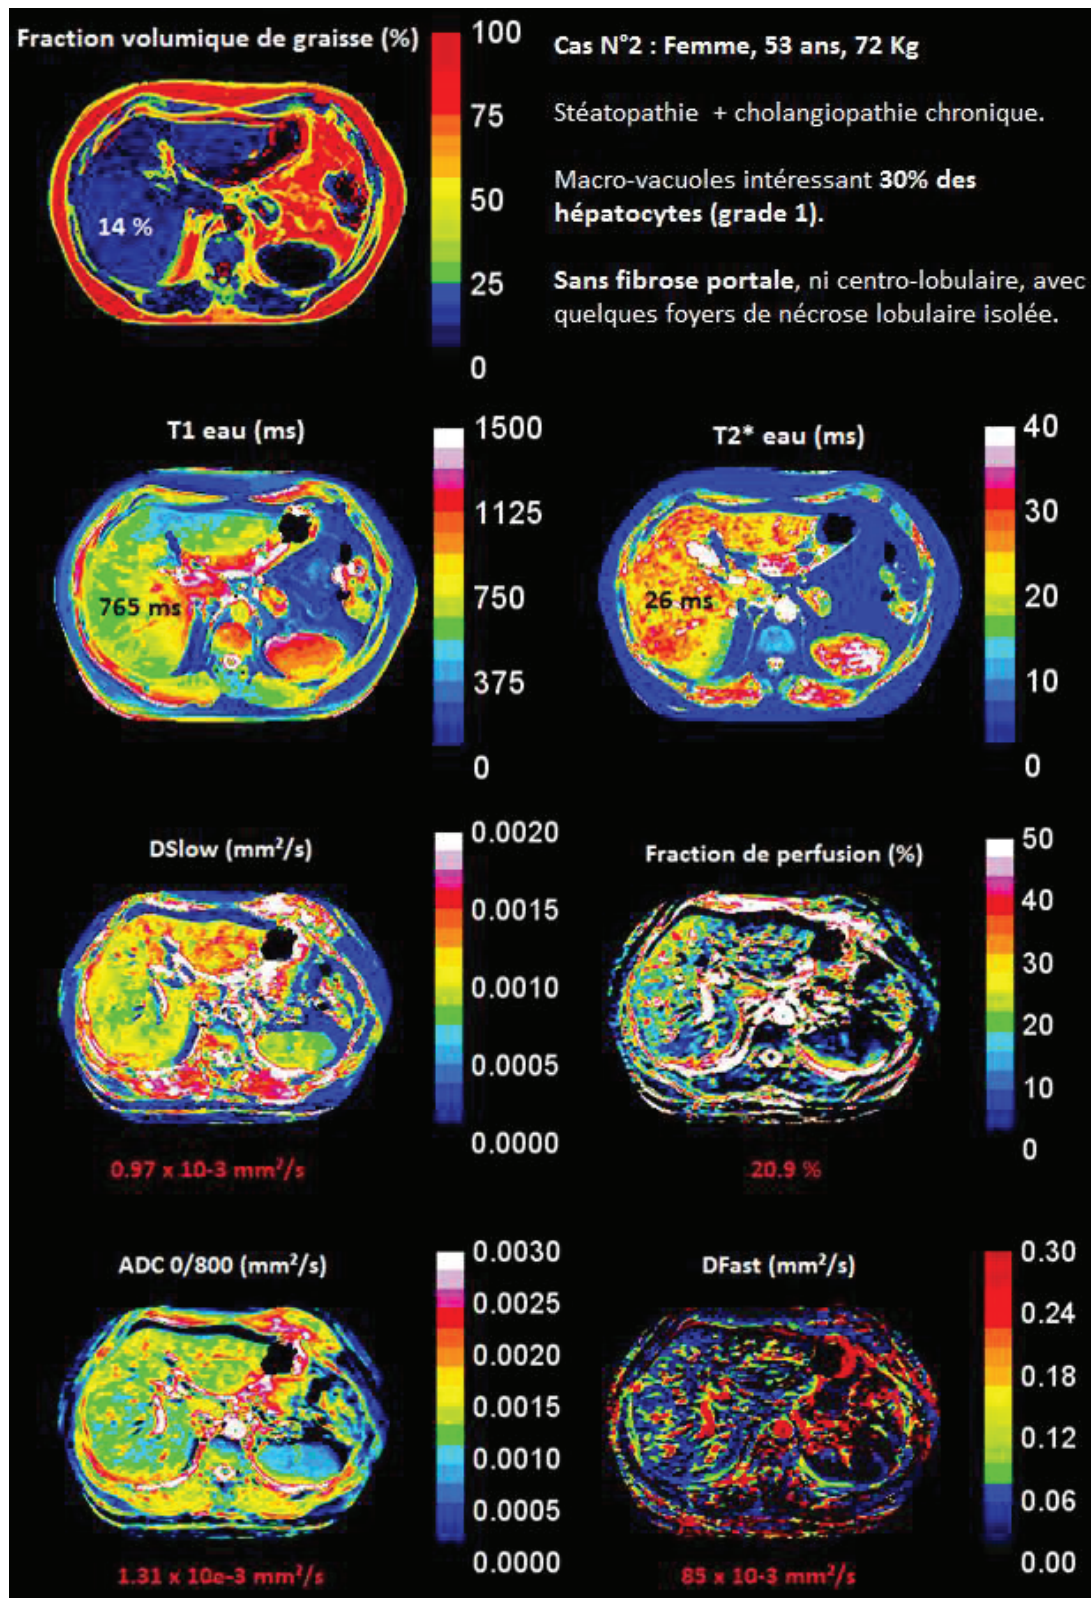 Fraction volumique de graisse (%)
100
75
50
25
0
14 %
Cas N°2 : Femme, 53 ans, 72 Kg
Stéatopathie + cholangiopathie chronique.
Macro-vacuoles intéressant 30% des
hépatocytes (grade 1).
Sans fibrose portale, ni centro-lobulaire, avec
quelques foyers de nécrose lobulaire isolée.
T1 eau (ms)
1500
1125
750
375
0
765 ms
T2* eau (ms)
40
30
20
10
0
26 ms
DSlow (mm²/s)
0.0020
0.0015
0.0010
0.0005
0.0000
0.97 x 10-3 mm²/s
Fraction de perfusion (%)
50
40
30
20
10
0
20.9 %
ADC 0/800 (mm²/s)
0.0030
0.0025
0.0020
0.0015
0.0010
0.0005
0.0000
1.31 x 10e-3 mm²/s
DFast (mm²/s)
0.30
0.24
0.18
0.12
0.06
0.00
85 x 10-3 mm²/s